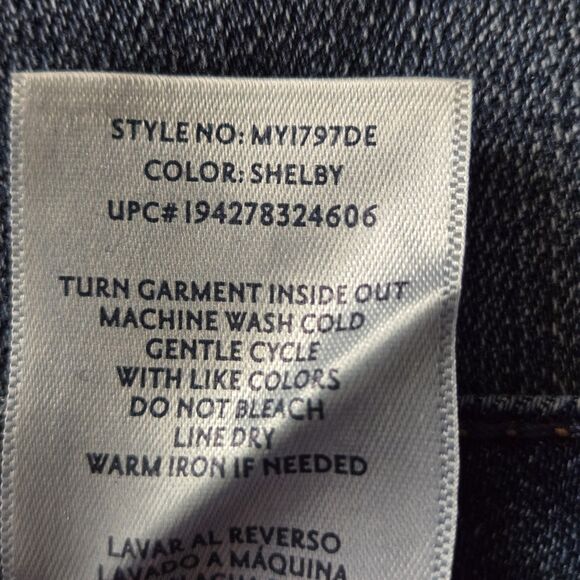 STYLE NO: MY1797DE
COLOR: SHELBY
UPC# 194278324606
TURN GARMENT INSIDE OUT
MACHINE WASH COLD
GENTLE CYCLE
WITH LIKE COLORS
DO NOT BLEACH
LINE DRY
WARM IRON IF NEEDED
LAVAR AL REVERSO
LAVADO A MÁQUINA